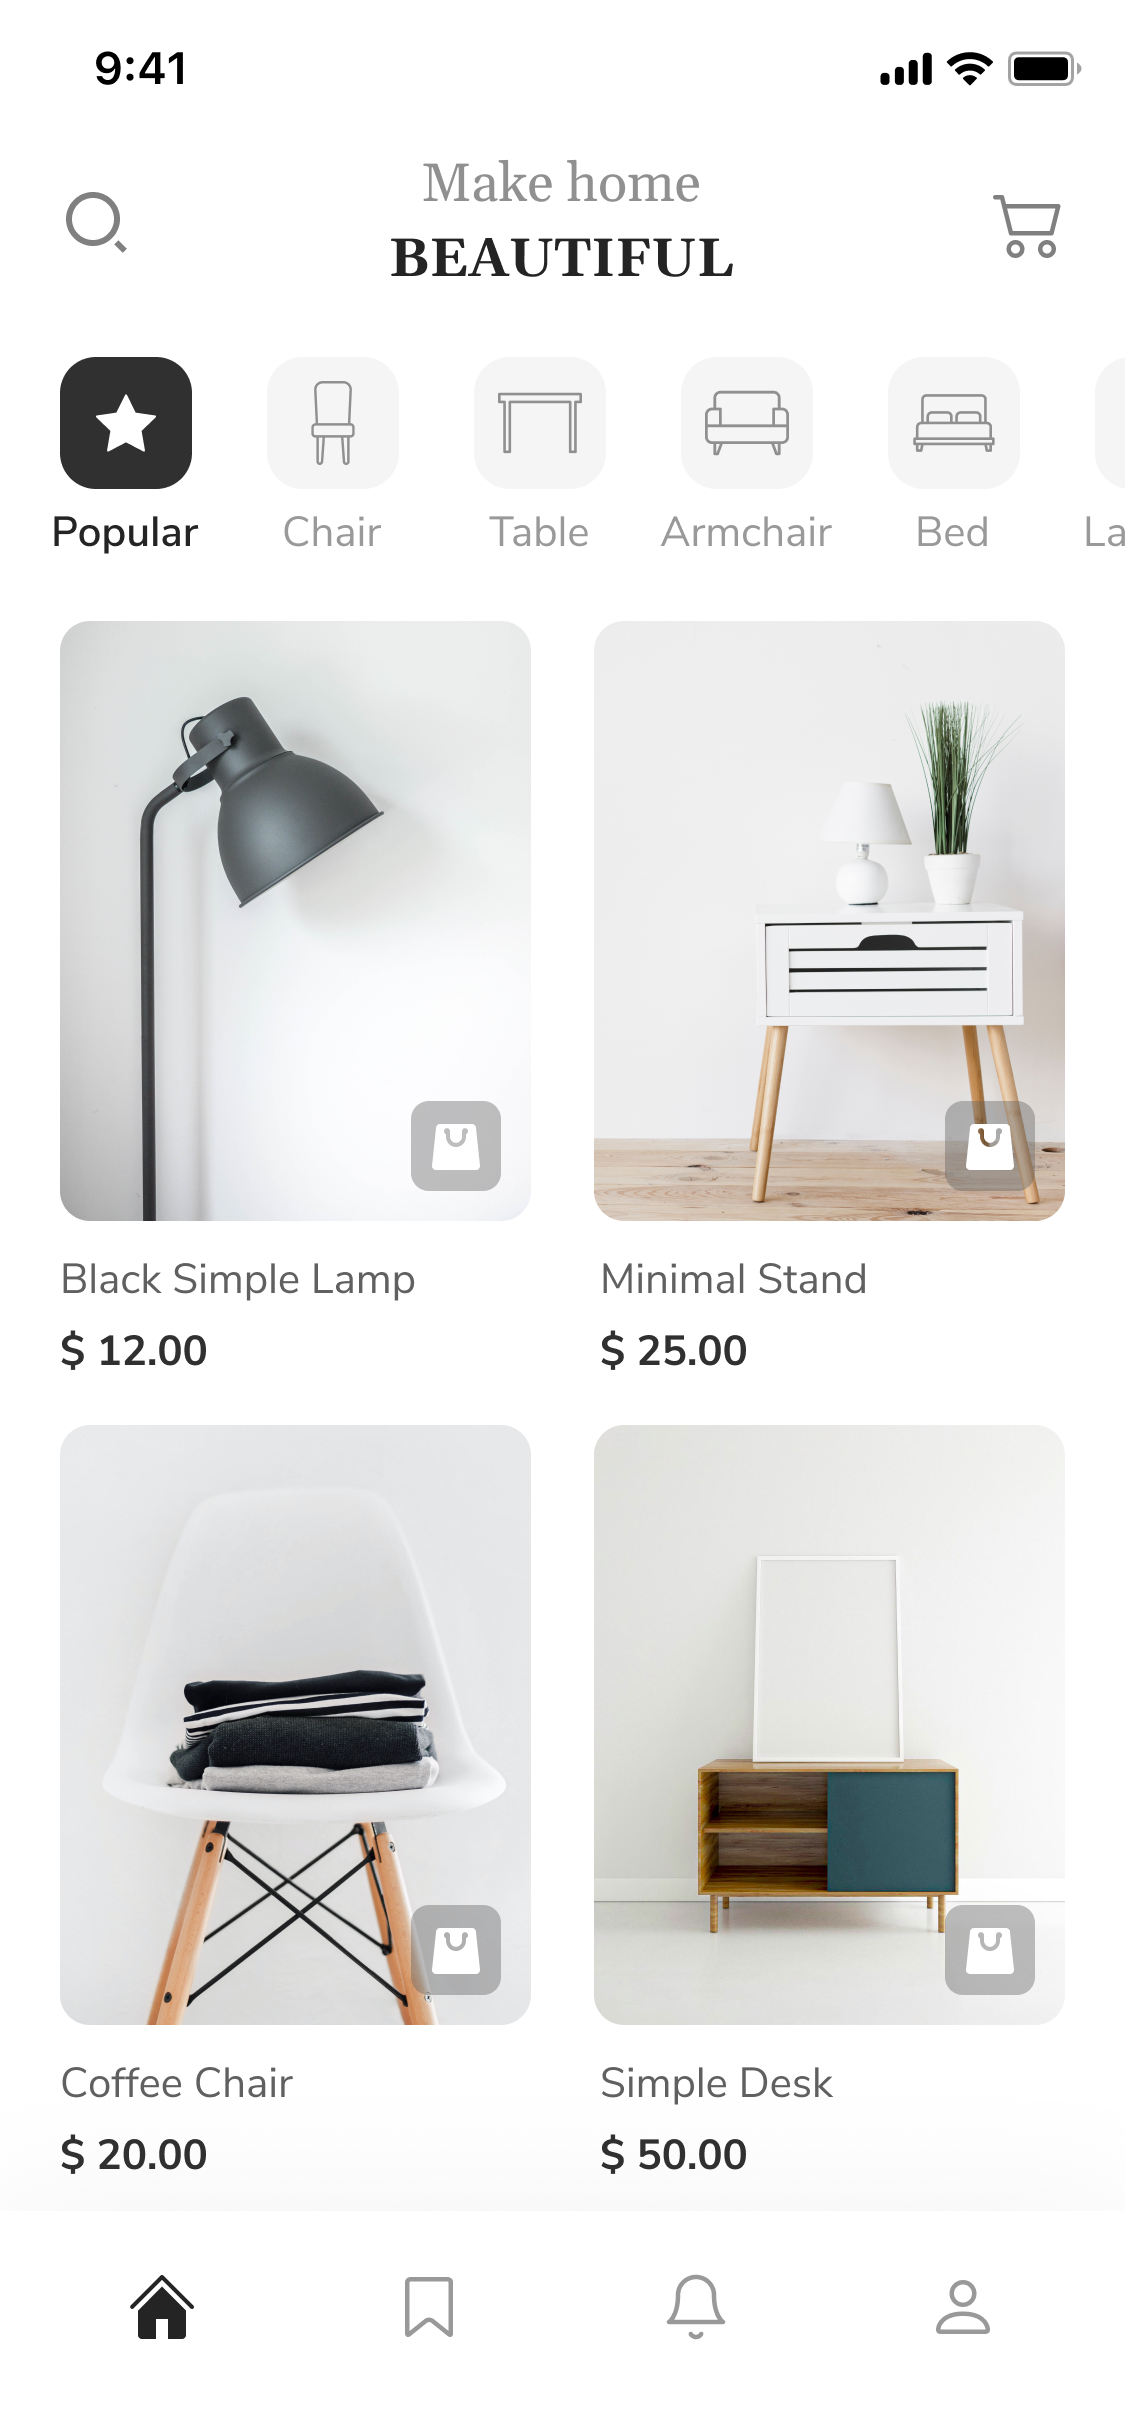 9:41
Make home
BEAUTIFUL
Popular
Chair
Table
Armchair
Bed
La
Black Simple Lamp
Minimal Stand
$ 12.00
$ 25.00
Coffee Chair
Simple Desk
$ 20.00
$ 50.00